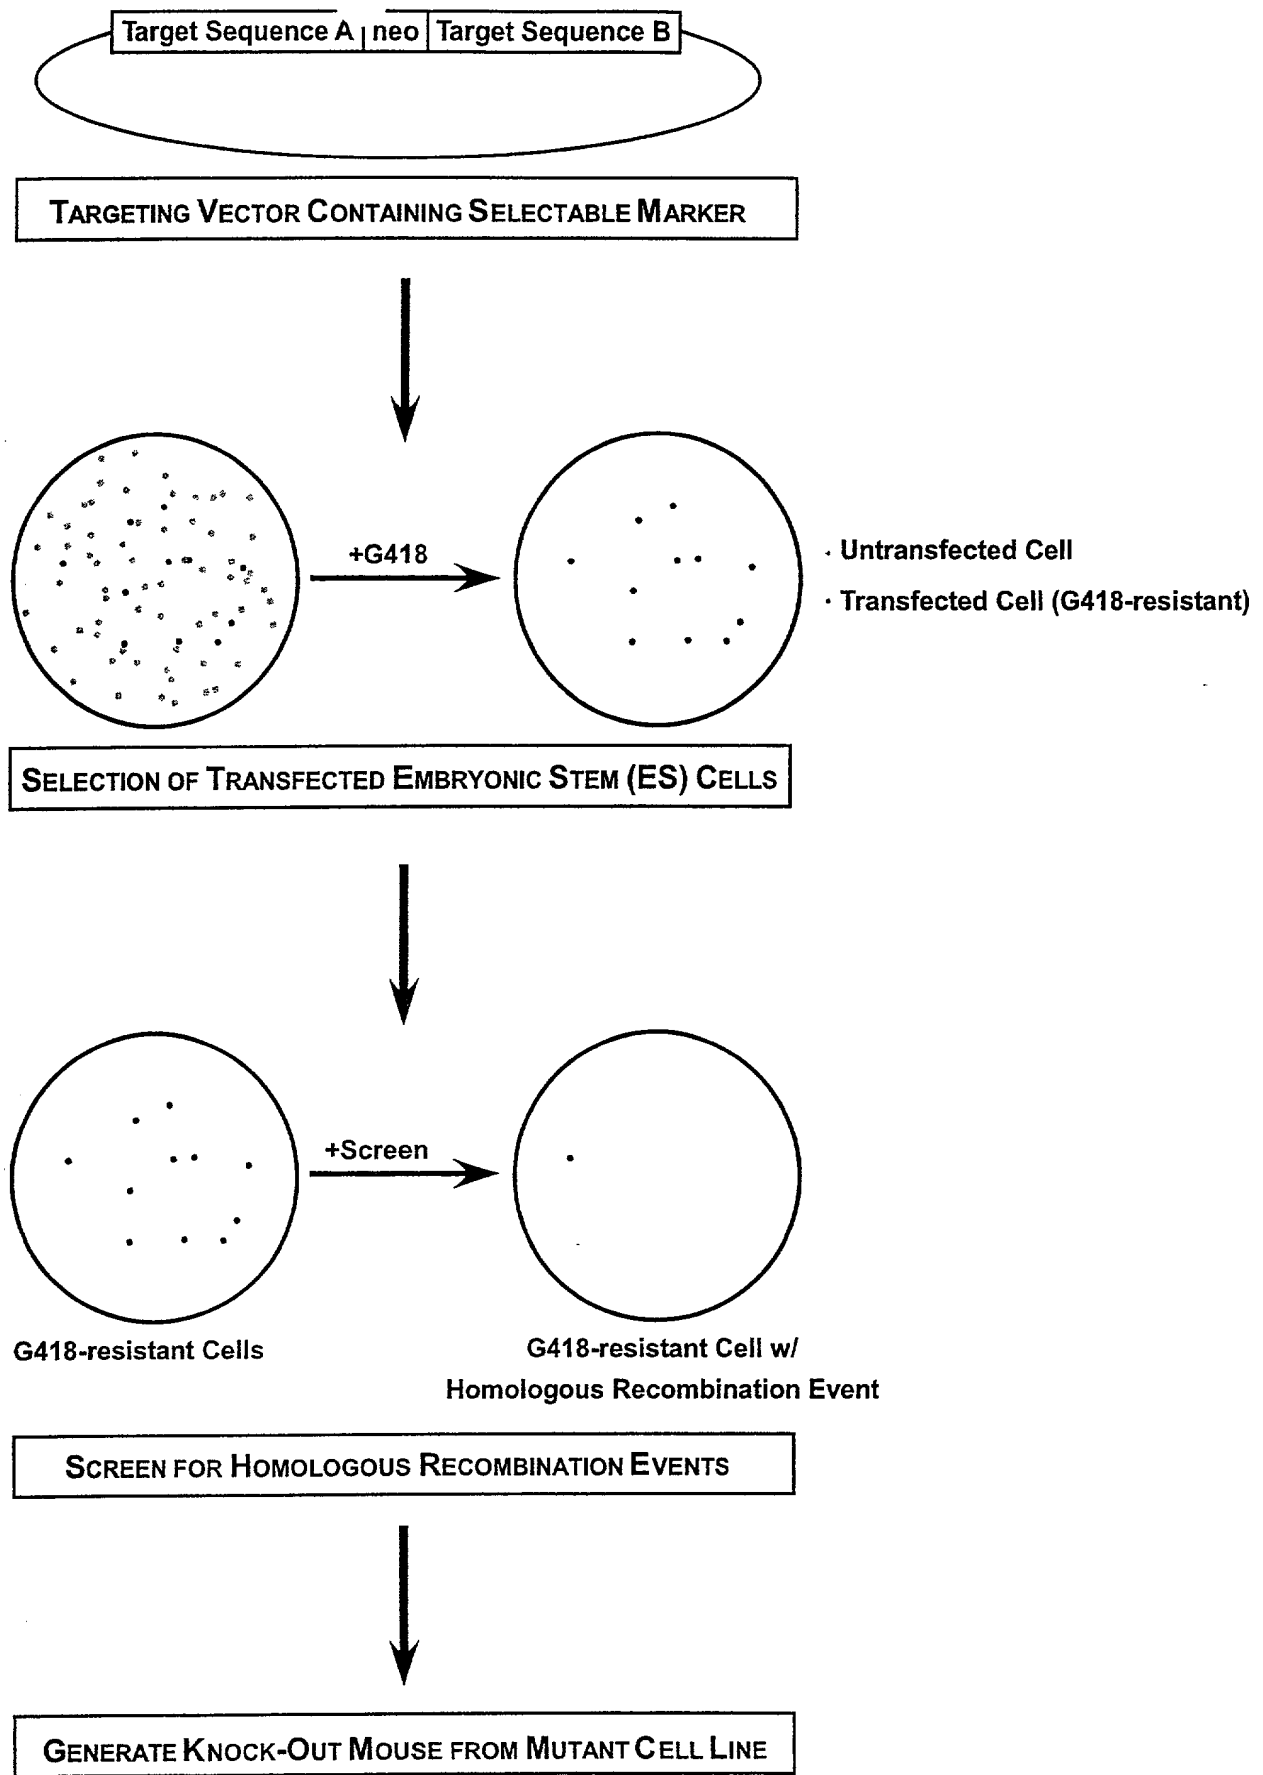 Target Sequence A neo Target Sequence B
TARGETING VECTOR CONTAINING SELECTABLE MARKER
+G418
· Untransfected Cell
· Transfected Cell (G418-resistant)
SELECTION OF TRANSFECTED EMBRYONIC STEM (ES) CELLS
+Screen
G418-resistant Cells
G418-resistant Cell w/
Homologous Recombination Event
SCREEN FOR HOMOLOGOUS RECOMBINATION EVENTS
GENERATE KNOCK-OUT MOUSE FROM MUTANT CELL LINE